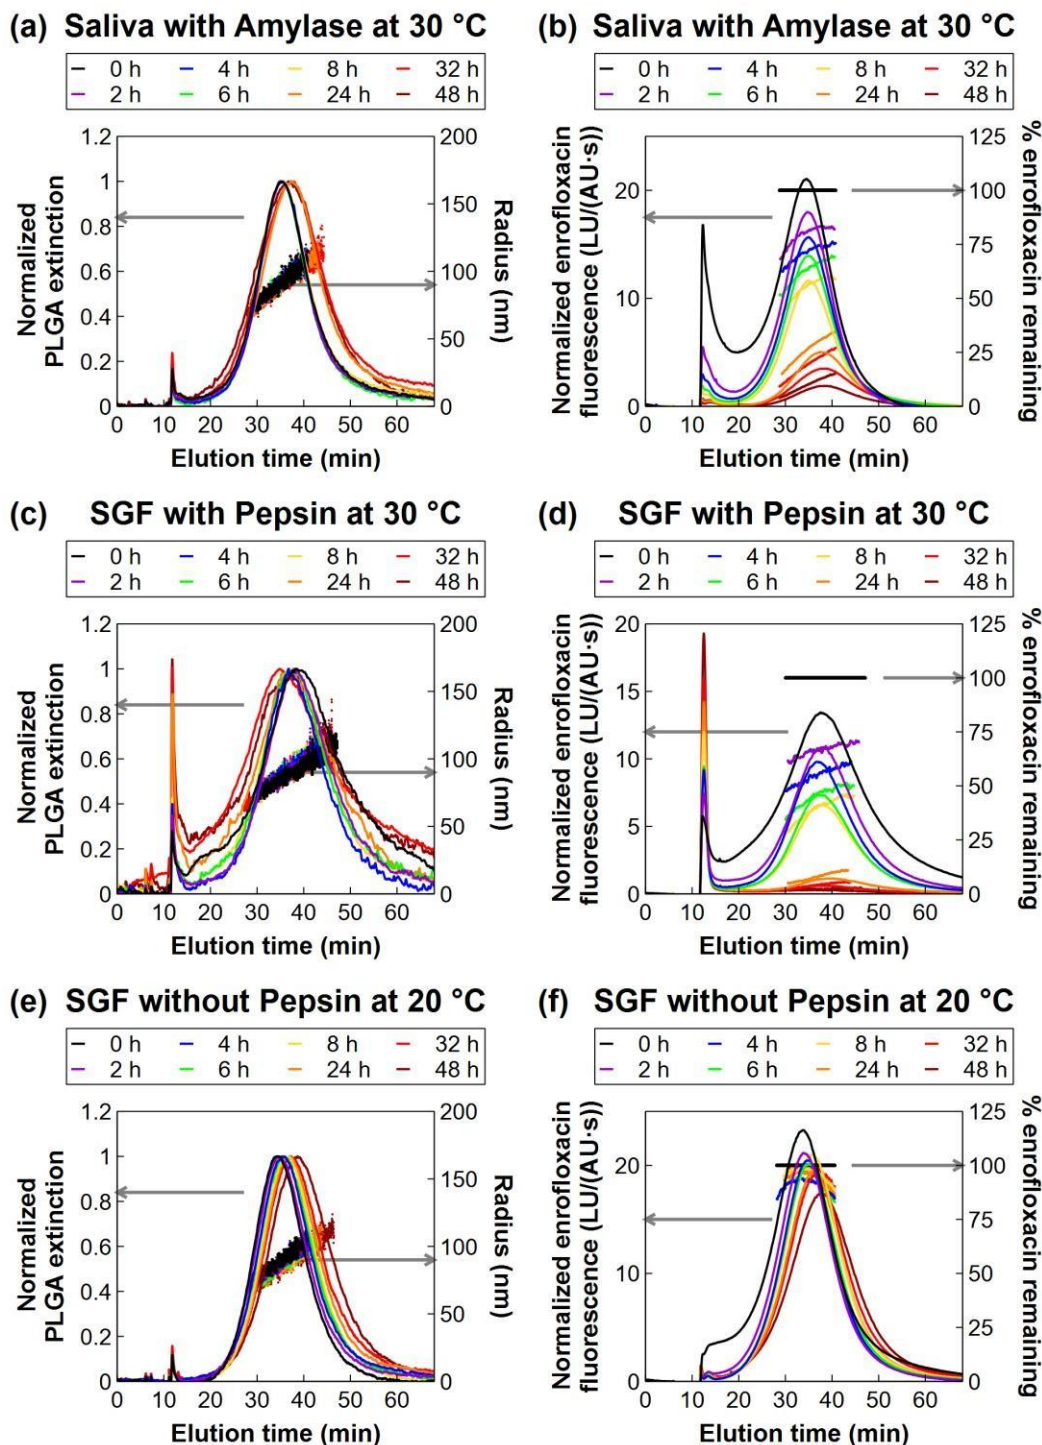 (a) Saliva with Amylase at 30 °C
0 h 4 h 8 h 32 h
2 h 6 h 24 h 48 h
1.2 200
1
0.8 150
0.6 100
0.4
0.2 50
0 0
0 10 20 30 40 50 60
Normalized
PLGA extinction
Radius (nm)
Elution time (min)
(b) Saliva with Amylase at 30 °C
0 h 4 h 8 h 32 h
2 h 6 h 24 h 48 h
125
20 100
75
10 50
25
0 0
0 10 20 30 40 50 60
Normalized enrofloxacin
fluorescence (LU/(AU·s))
% enrofloxacin remaining
Elution time (min)
(c) SGF with Pepsin at 30 °C
0 h 4 h 8 h 32 h
2 h 6 h 24 h 48 h
1.2 200
1
0.8 150
0.6 100
0.4
0.2 50
0 0
0 10 20 30 40 50 60
Normalized
PLGA extinction
Radius (nm)
Elution time (min)
(d) SGF with Pepsin at 30 °C
0 h 4 h 8 h 32 h
2 h 6 h 24 h 48 h
20 125
15 100
75
10
50
5 25
0 0
0 10 20 30 40 50 60
Normalized enrofloxacin
fluorescence (LU/(AU·s))
% enrofloxacin remaining
Elution time (min)
(e) SGF without Pepsin at 20 °C
0 h 4 h 8 h 32 h
2 h 6 h 24 h 48 h
1.2 200
1
0.8 150
0.6 100
0.4
0.2 50
0 0
0 10 20 30 40 50 60
Normalized
PLGA extinction
Radius (nm)
Elution time (min)
(f) SGF without Pepsin at 20 °C
0 h 4 h 8 h 32 h
2 h 6 h 24 h 48 h
125
20 100
75
10 50
25
0 0
0 10 20 30 40 50 60
Normalized enrofloxacin
fluorescence (LU/(AU·s))
% enrofloxacin remaining
Elution time (min)